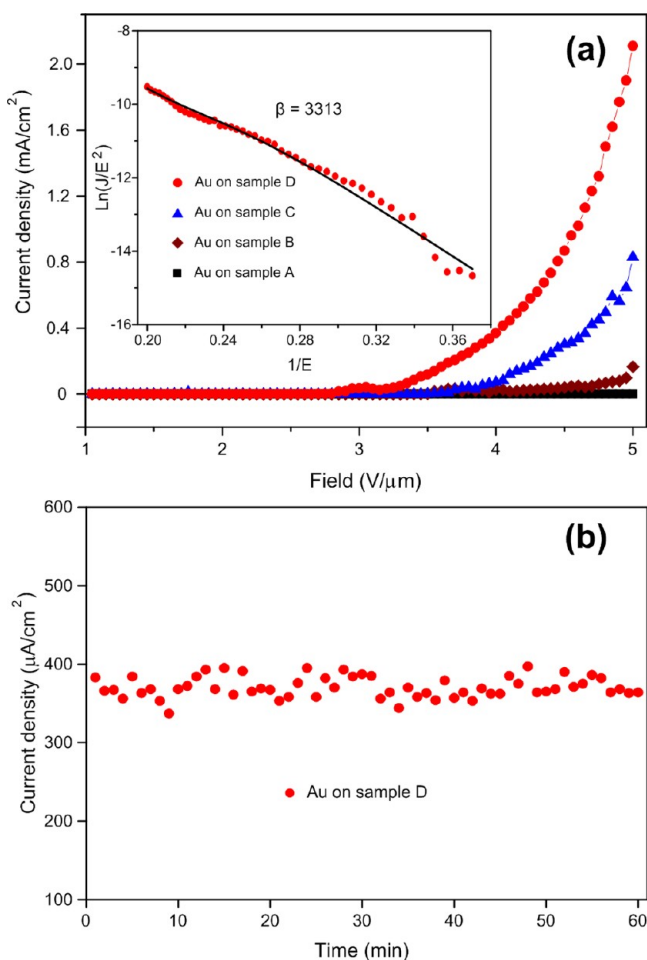 (a)
Current density (mA/cm²)
2.0
1.6
1.2
0.8
0.4
0
1 2 3 4 5
Field (V/μm)
Ln(J/E²)
-8
-10
-12
-14
-16
0.20 0.24 0.28 0.32 0.36
1/E
β = 3313
Au on sample D
Au on sample C
Au on sample B
Au on sample A
(b)
Current density (μA/cm²)
600
500
400
300
200
100
0 10 20 30 40 50 60
Time (min)
Au on sample D